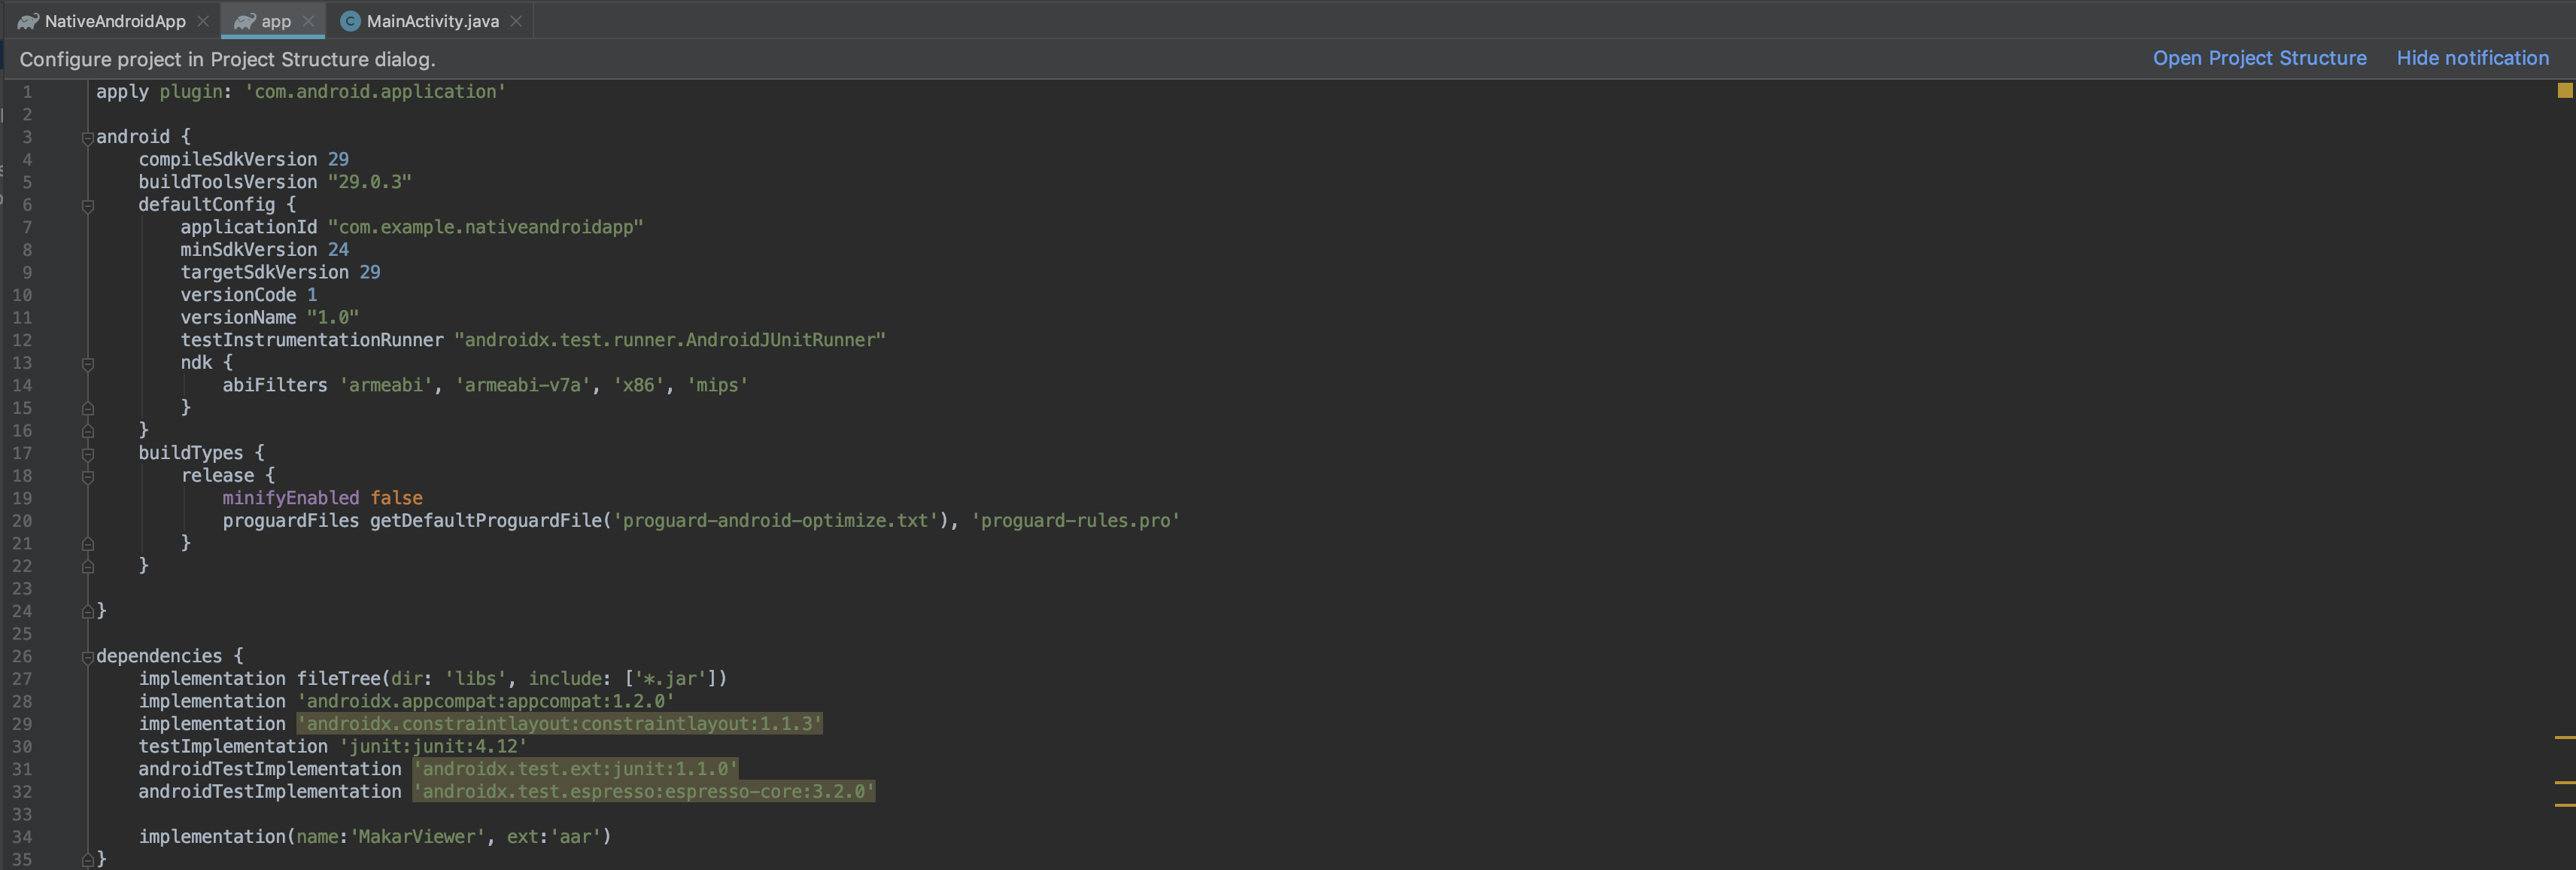 NativeAndroidApp app MainActivity.java
Configure project in Project Structure dialog. Open Project Structure Hide notification
1 apply plugin: 'com.android.application'
2
3 android {
4 compileSdkVersion 29
5 buildToolsVersion "29.0.3"
6 defaultConfig {
7 applicationId "com.example.nativeandroidapp"
8 minSdkVersion 24
9 targetSdkVersion 29
10 versionCode 1
11 versionName "1.0"
12 testInstrumentationRunner "androidx.test.runner.AndroidJUnitRunner"
13 ndk {
14 abiFilters 'armeabi', 'armeabi-v7a', 'x86', 'mips'
15 }
16 }
17 buildTypes {
18 release {
19 minifyEnabled false
20 proguardFiles getDefaultProguardFile('proguard-android-optimize.txt'), 'proguard-rules.pro'
21 }
22 }
23
24 }
25
26 dependencies {
27 implementation fileTree(dir: 'libs', include: ['*.jar'])
28 implementation 'androidx.appcompat:appcompat:1.2.0'
29 implementation 'androidx.constraintlayout:constraintlayout:1.1.3'
30 testImplementation 'junit:junit:4.12'
31 androidTestImplementation 'androidx.test.ext:junit:1.1.0'
32 androidTestImplementation 'androidx.test.espresso:espresso-core:3.2.0'
33
34 implementation(name:'MakarViewer', ext:'aar')
35 }